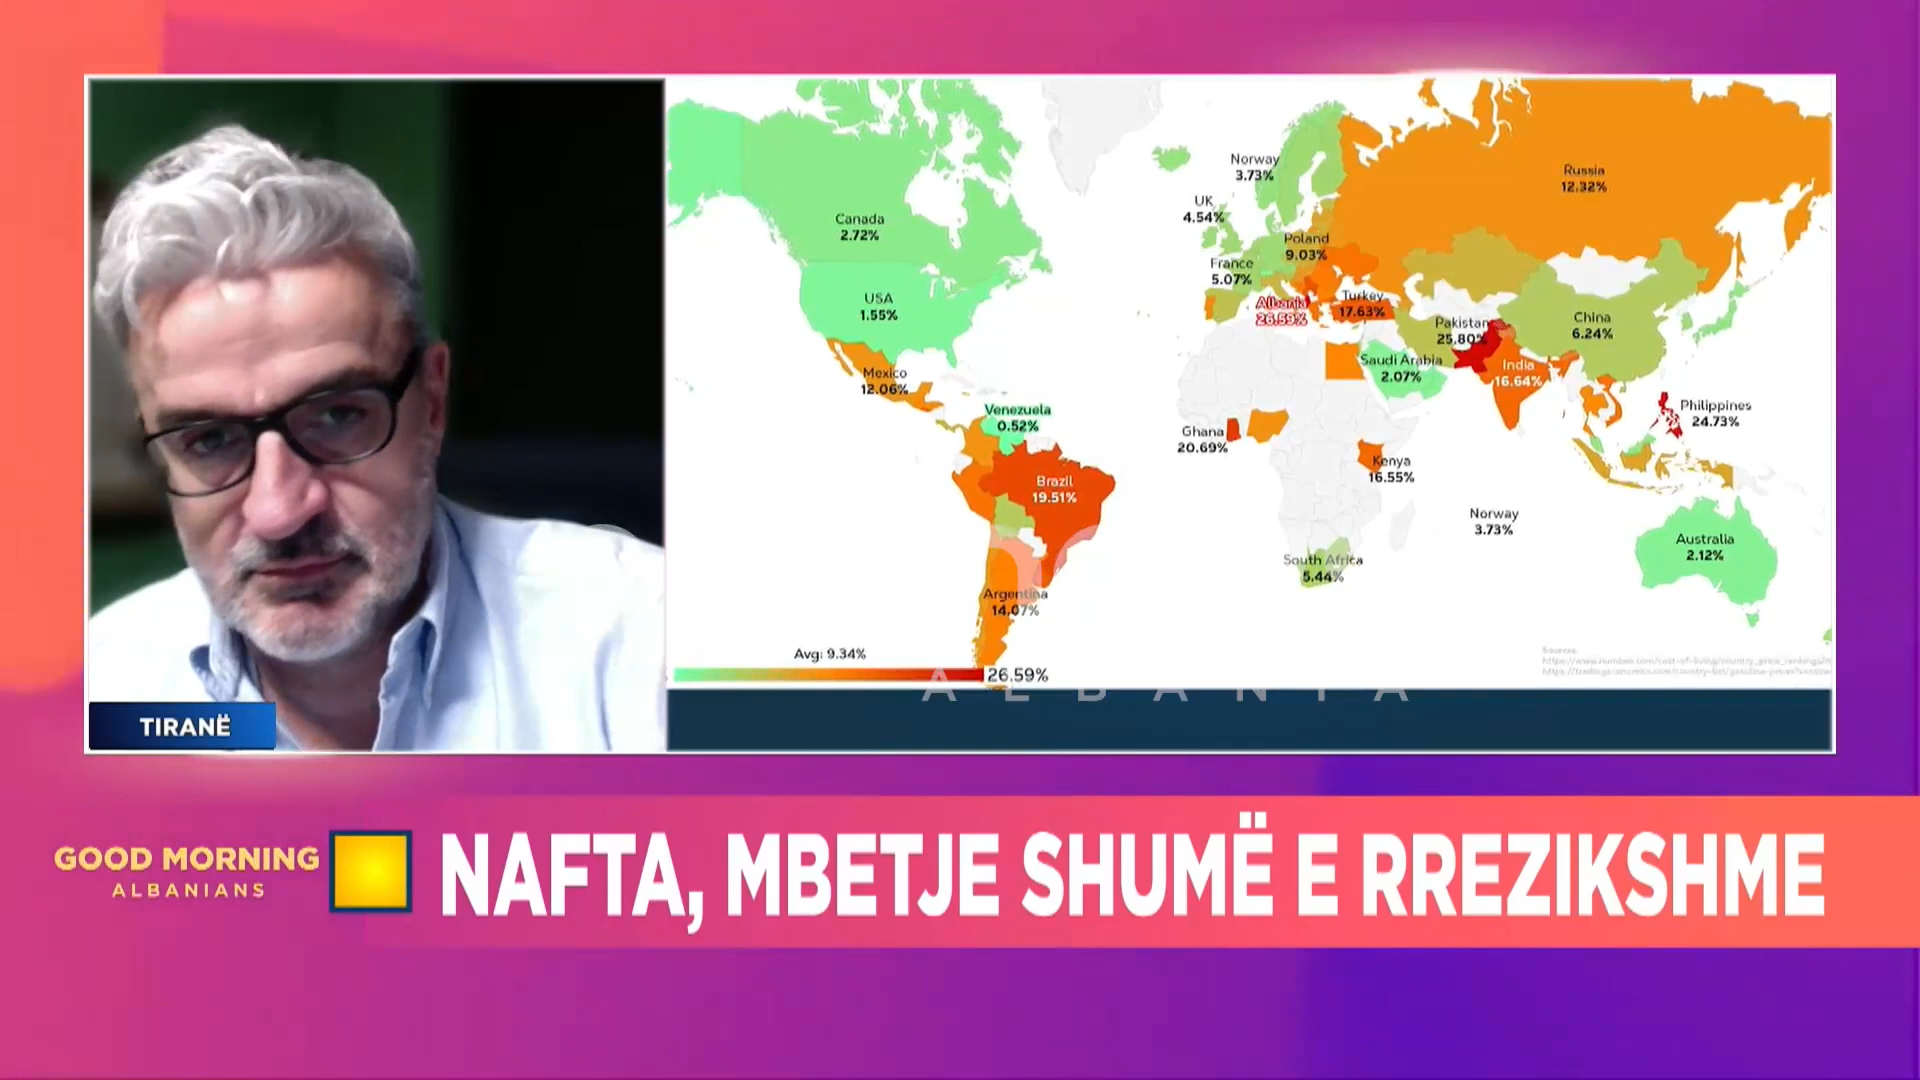 Norway
3.73%
Russia
12.32%
UK
4.54%
Canada
2.72%
Poland
9.03%
France
5.07%
USA
1.55%
Albania
26.59%
Turkey
17.63%
Pakistan
25.80%
China
6.24%
Saudi Arabia
2.07%
India
16.64%
Mexico
12.06%
Venezuela
0.52%
Philippines
24.73%
Ghana
20.69%
Kenya
16.55%
Brazil
19.51%
Norway
3.73%
Australia
2.12%
South Africa
5.44%
Argentina
14.07%
Avg: 9.34%
26.59%
Sources:
ALBANIA
TIRANË
GOOD MORNING
ALBANIANS
NAFTA, MBETJE SHUMË E RREZIKSHME